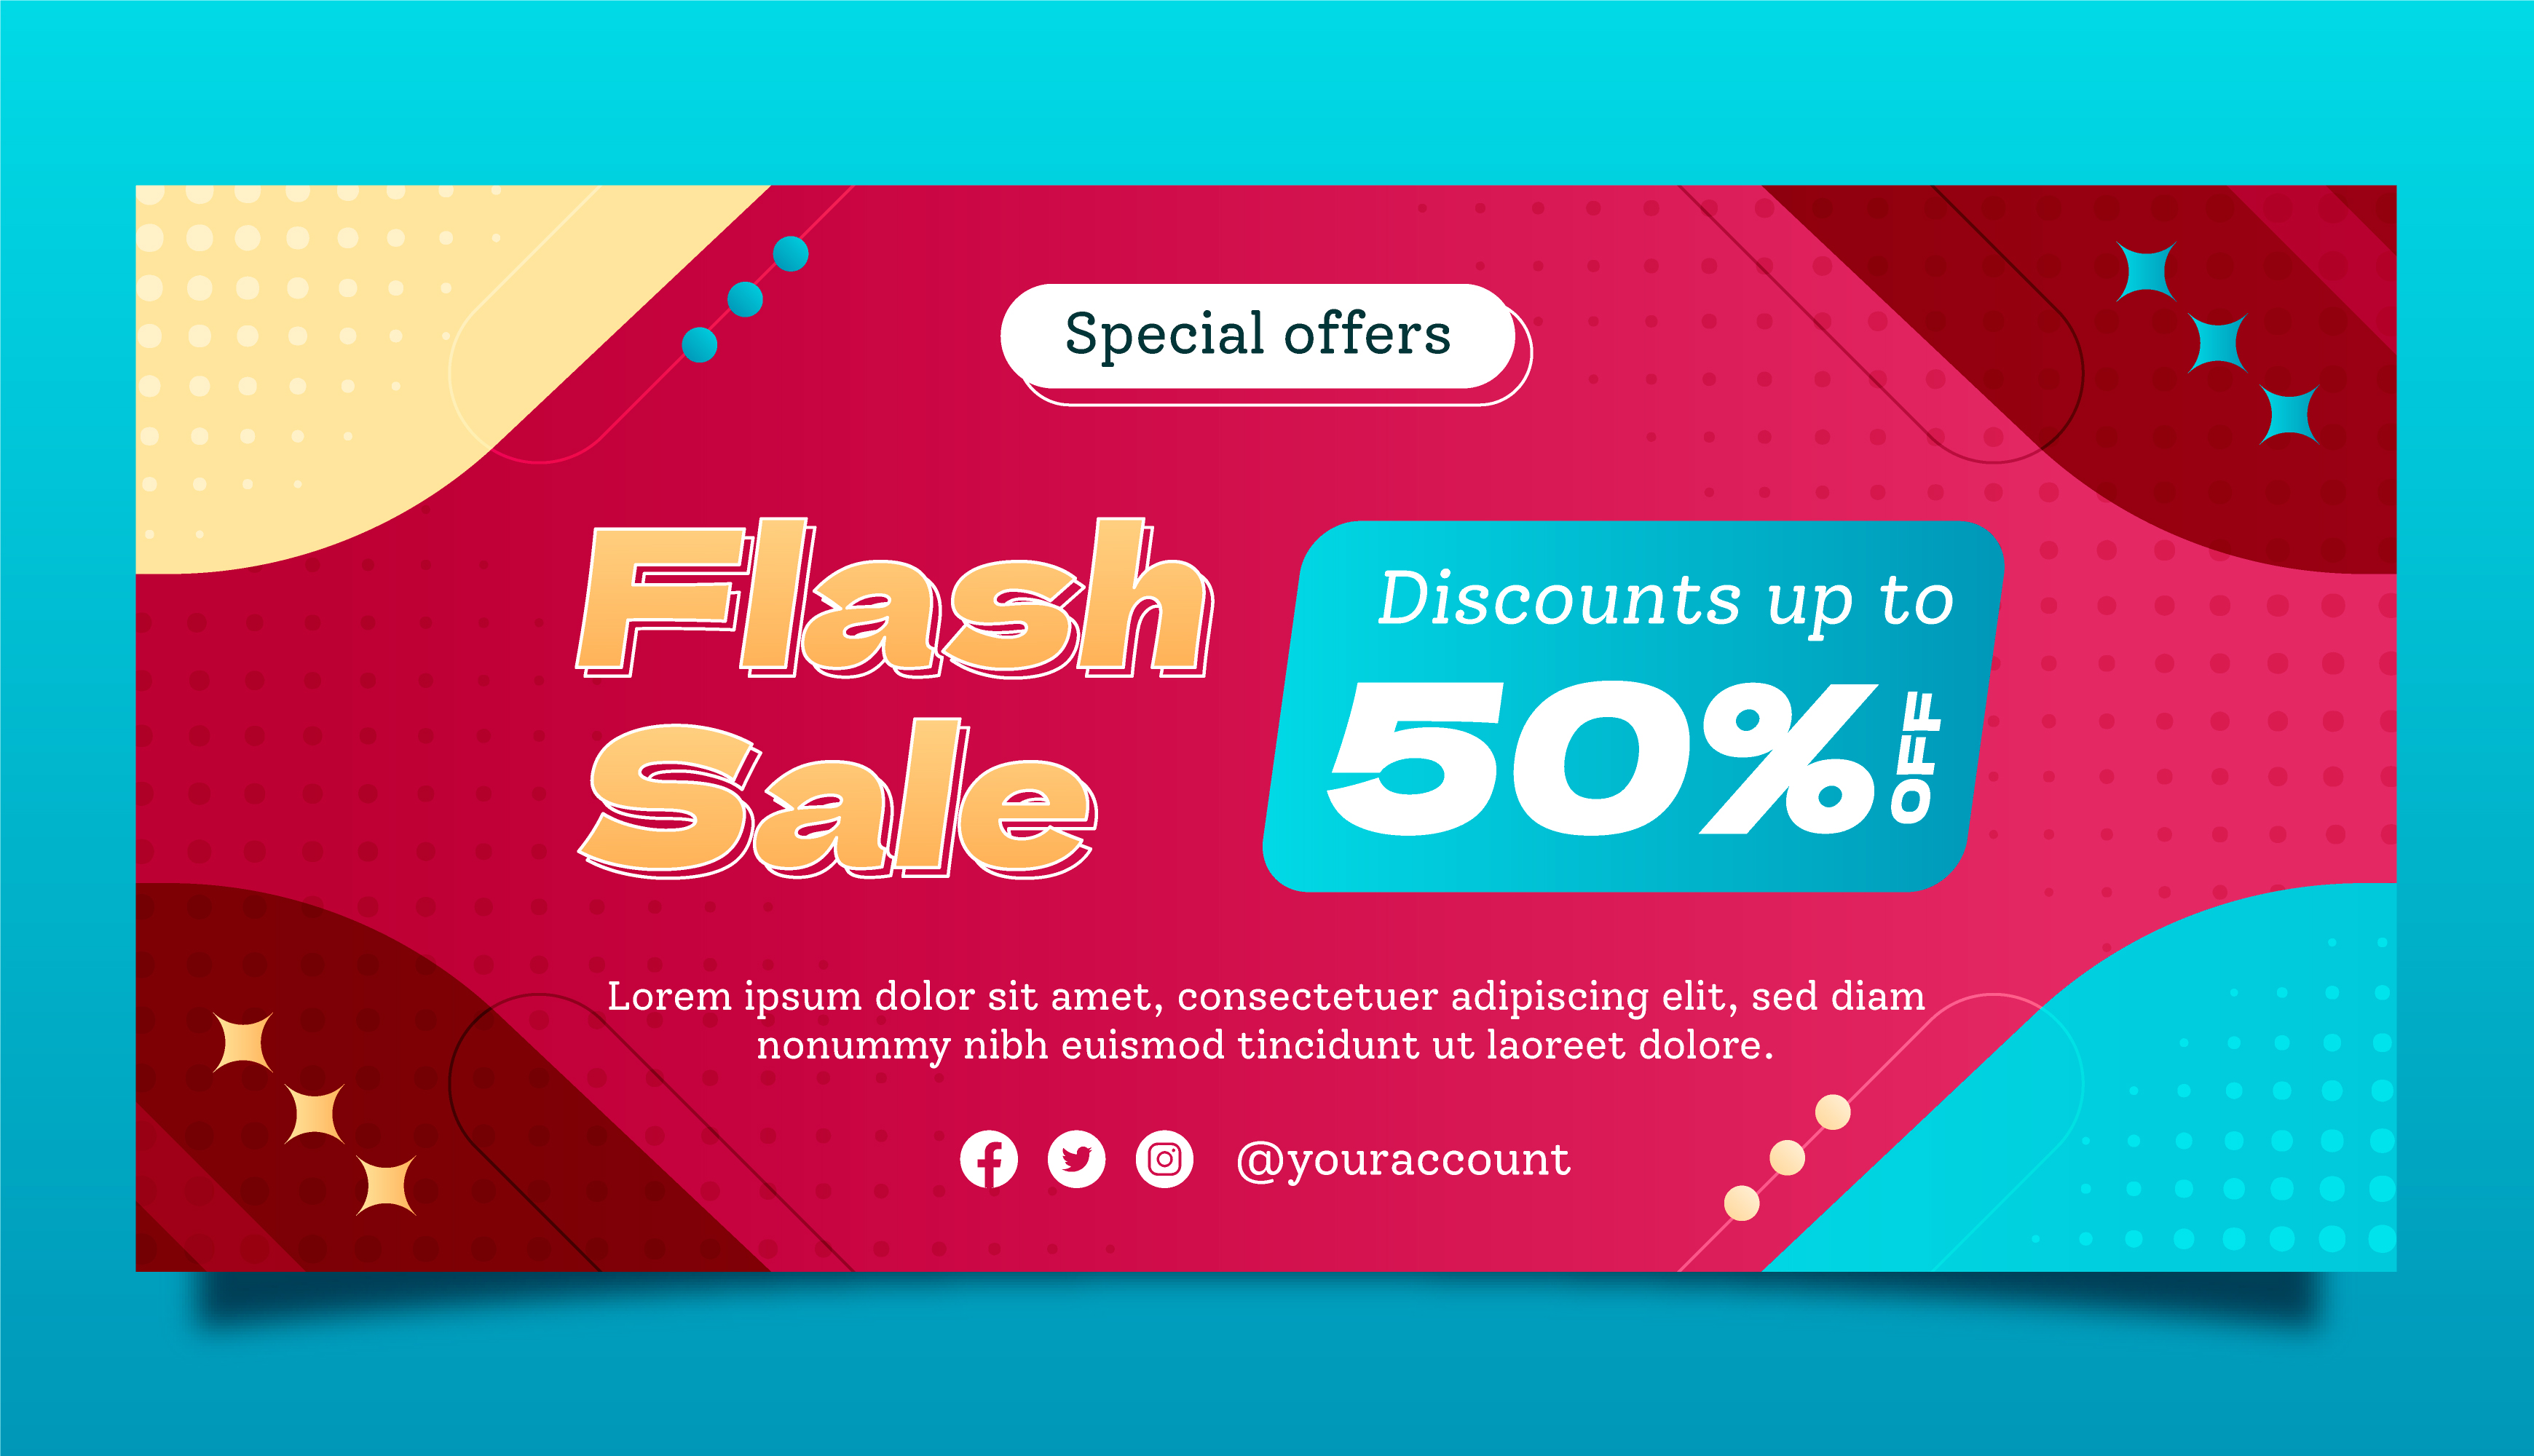 Special offers
Flash
Sale
Discounts up to
50% OFF
Lorem ipsum dolor sit amet, consectetuer adipiscing elit, sed diam
nonummy nibh euismod tincidunt ut laoreet dolore.
@youraccount